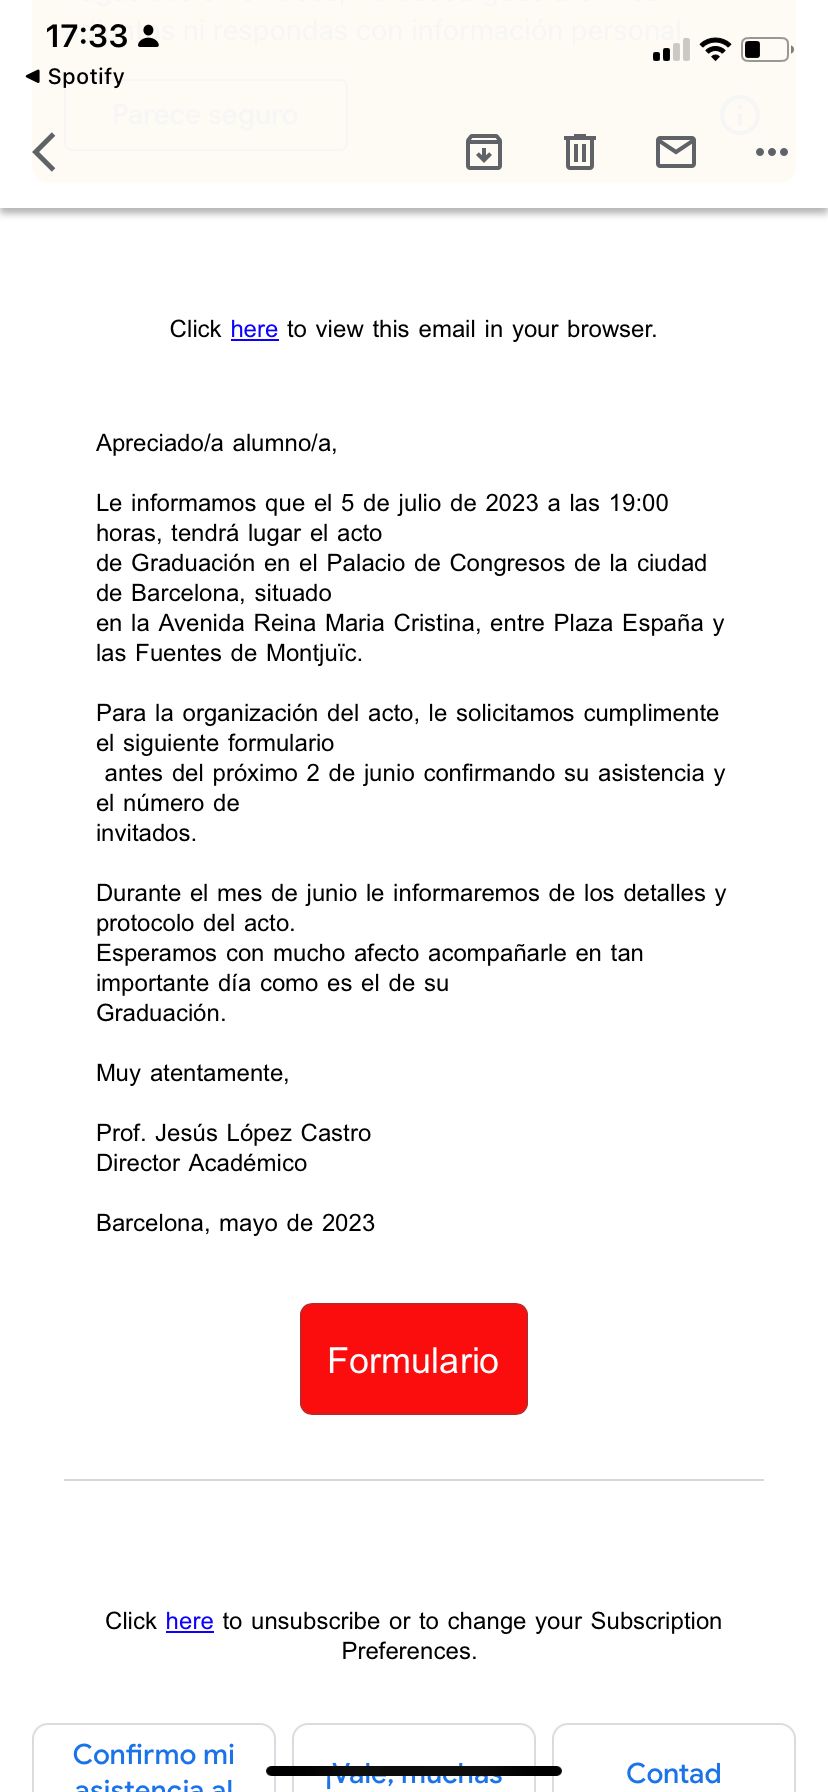 17:33
Spotify
ni respondas con información personal.
Parece seguro
Click here to view this email in your browser.
Apreciado/a alumno/a,
Le informamos que el 5 de julio de 2023 a las 19:00
horas, tendrá lugar el acto
de Graduación en el Palacio de Congresos de la ciudad
de Barcelona, situado
en la Avenida Reina Maria Cristina, entre Plaza España y
las Fuentes de Montjuïc.
Para la organización del acto, le solicitamos cumplimente
el siguiente formulario
antes del próximo 2 de junio confirmando su asistencia y
el número de
invitados.
Durante el mes de junio le informaremos de los detalles y
protocolo del acto.
Esperamos con mucho afecto acompañarle en tan
importante día como es el de su
Graduación.
Muy atentamente,
Prof. Jesús López Castro
Director Académico
Barcelona, mayo de 2023
Formulario
Click here to unsubscribe or to change your Subscription
Preferences.
Confirmo mi
asistencia al
¡Vale, muchas
Contad